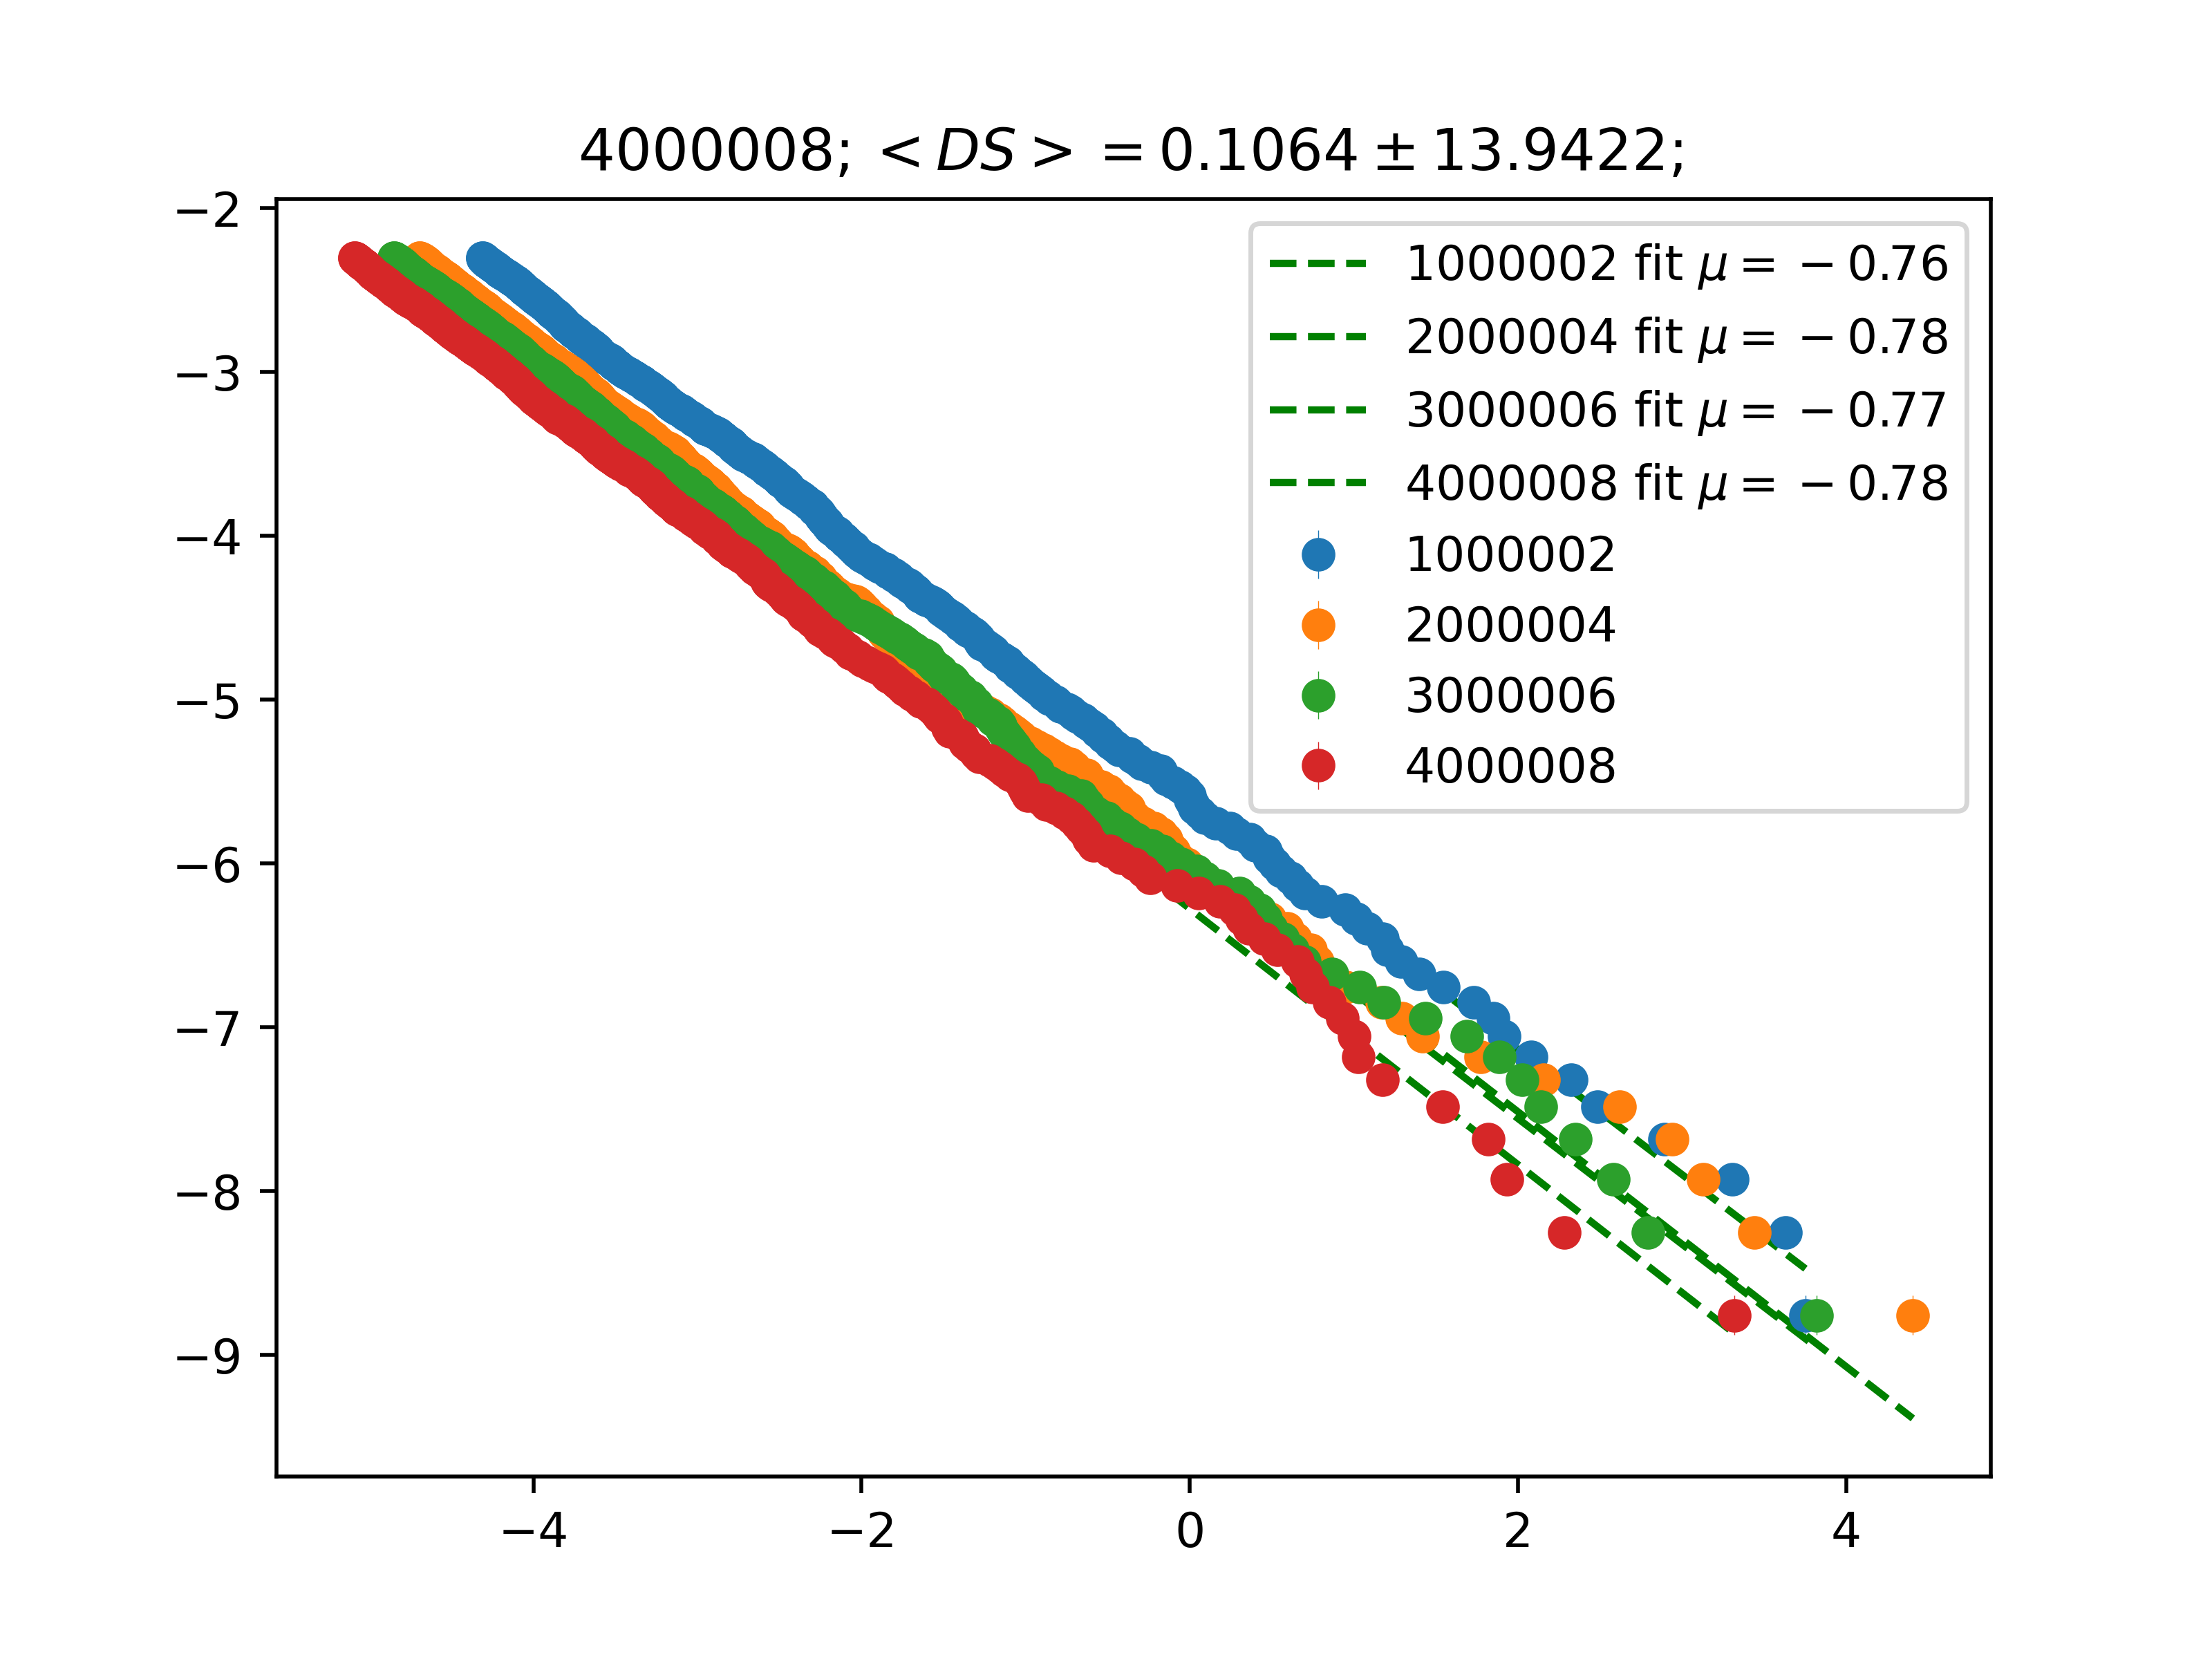 4000008; < DS > = 0.1064 ± 13.9422;
−2
−3
−4
−5
−6
−7
−8
−9
1000002 fit μ = − 0.76
2000004 fit μ = − 0.78
3000006 fit μ = − 0.77
4000008 fit μ = − 0.78
1000002
2000004
3000006
4000008
−4 −2 0 2 4